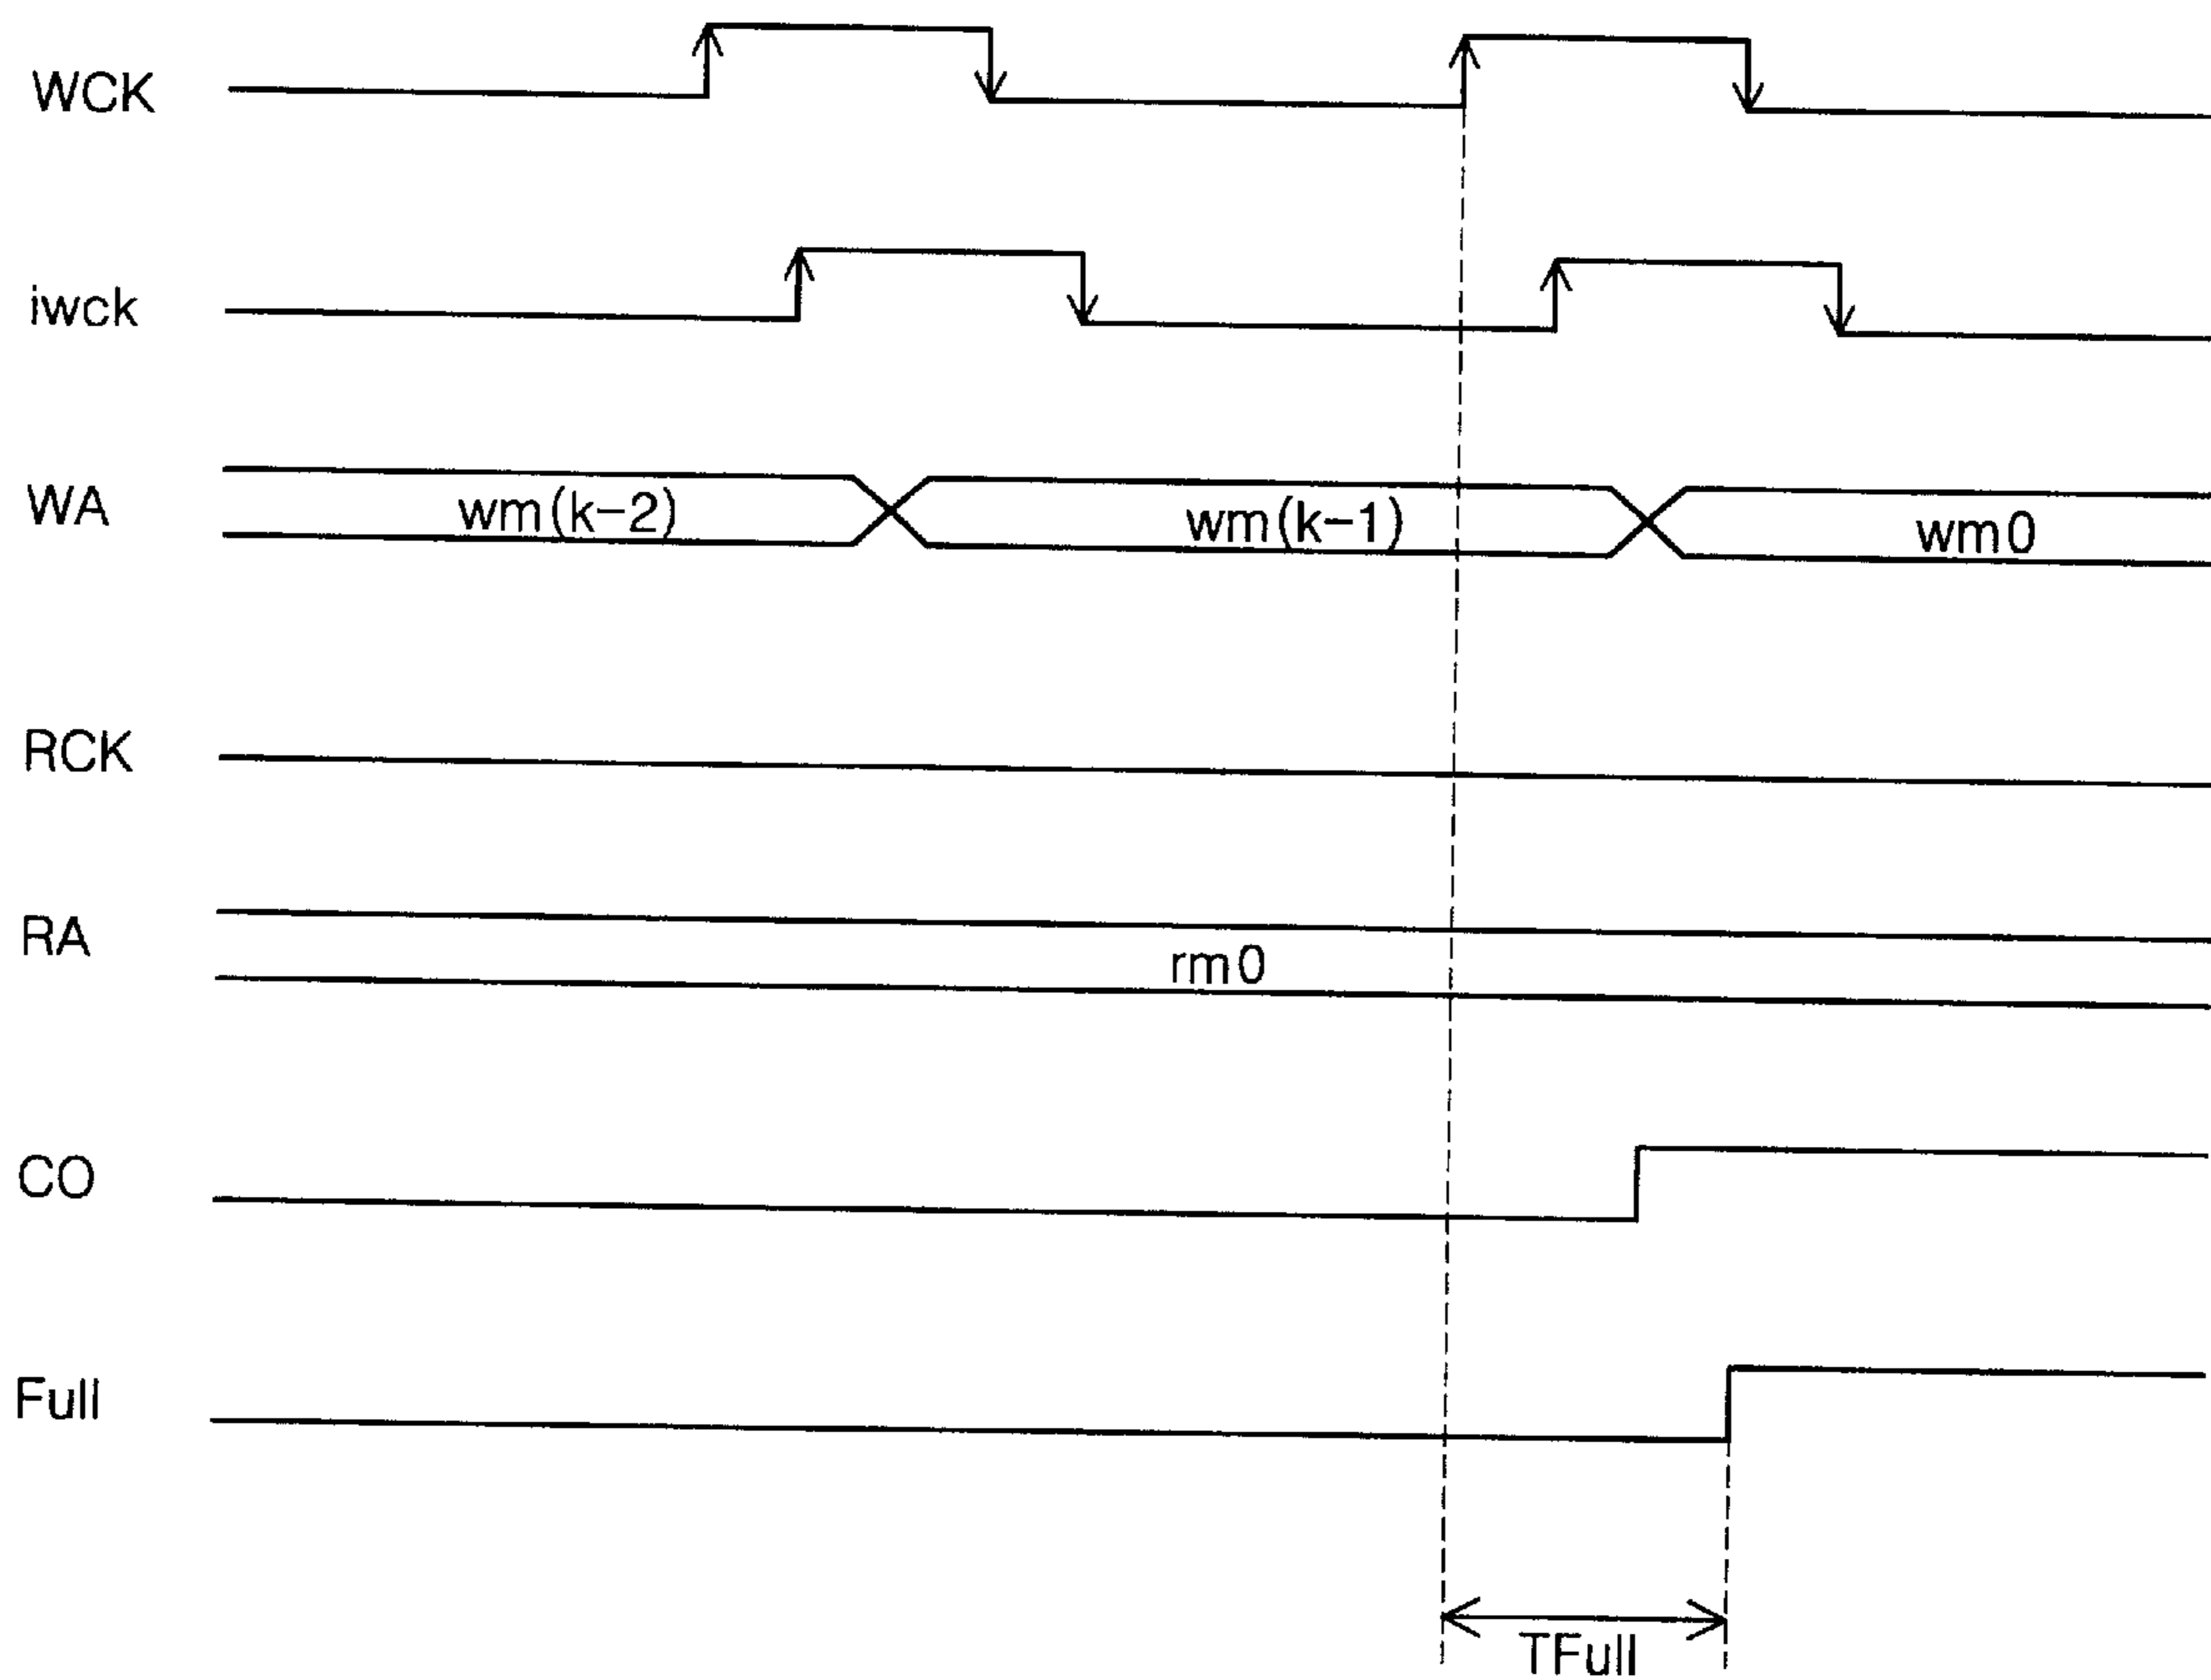 WCK
iwck
WA wm(k-2) wm(k-1) wm0
RCK
RA rm0
CO
Full
TFull